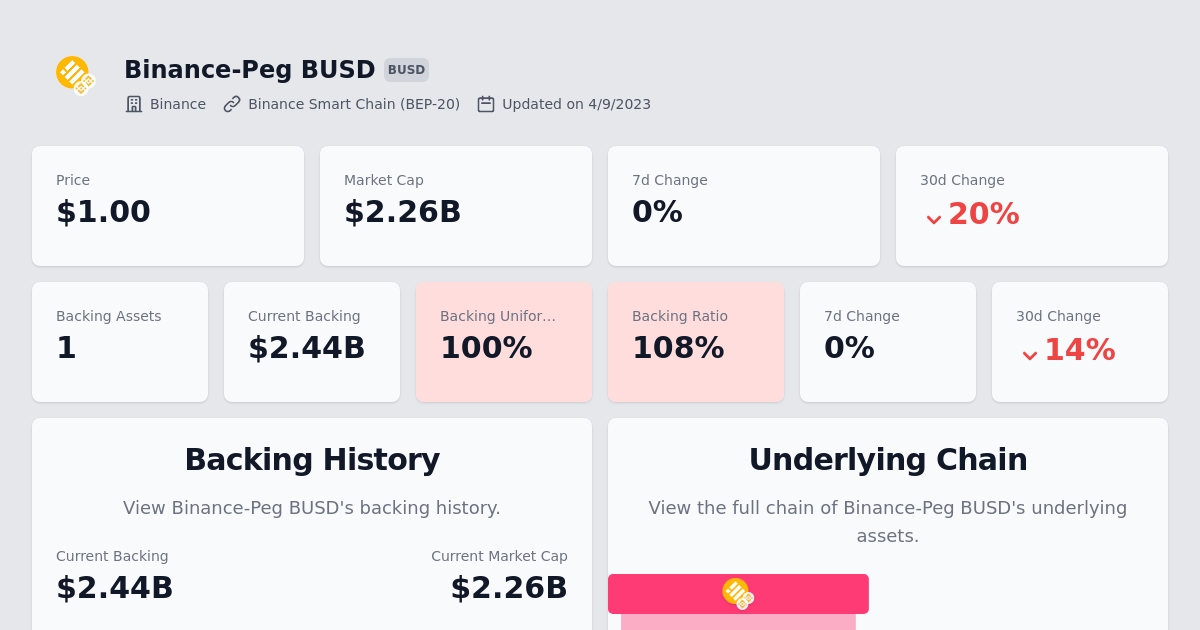 Binance-Peg BUSD BUSD
Binance Binance Smart Chain (BEP-20) Updated on 4/9/2023
Price Market Cap 7d Change 30d Change
$1.00 $2.26B 0% 20%
Backing Assets Current Backing Backing Unifor... Backing Ratio 7d Change 30d Change
1 $2.44B 100% 108% 0% 14%
Backing History
View Binance-Peg BUSD's backing history.
Current Backing Current Market Cap
$2.44B $2.26B
Underlying Chain
View the full chain of Binance-Peg BUSD's underlying
assets.